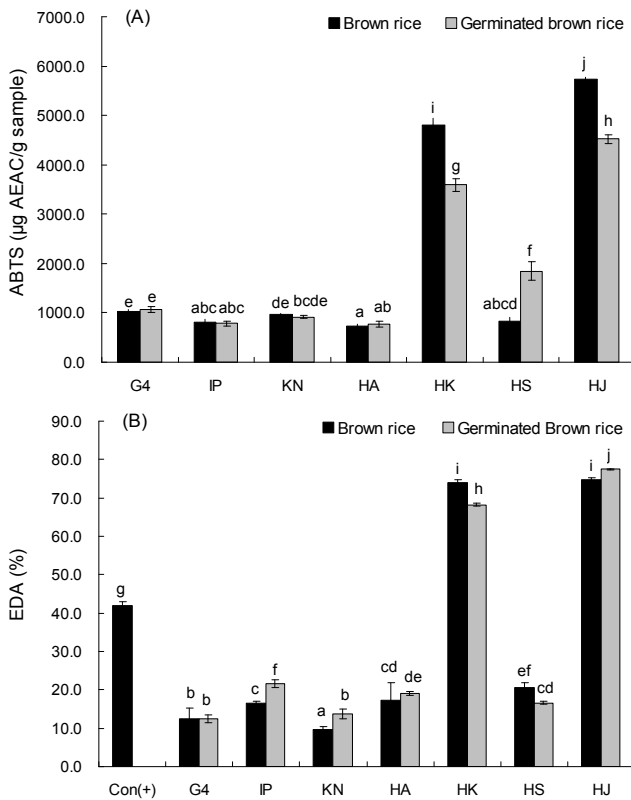 (A)
Brown rice
Germinated brown rice
ABTS (µg AEAC/g sample)
7000.0
6000.0
5000.0
4000.0
3000.0
2000.0
1000.0
0.0
e e abc abc de bcde a ab i g abcd f j h
G4 IP KN HA HK HS HJ
(B)
Brown rice
Germinated Brown rice
EDA (%)
90.0
80.0
70.0
60.0
50.0
40.0
30.0
20.0
10.0
0.0
g b b c f a b cd de i h ef cd i j
Con(+) G4 IP KN HA HK HS HJ